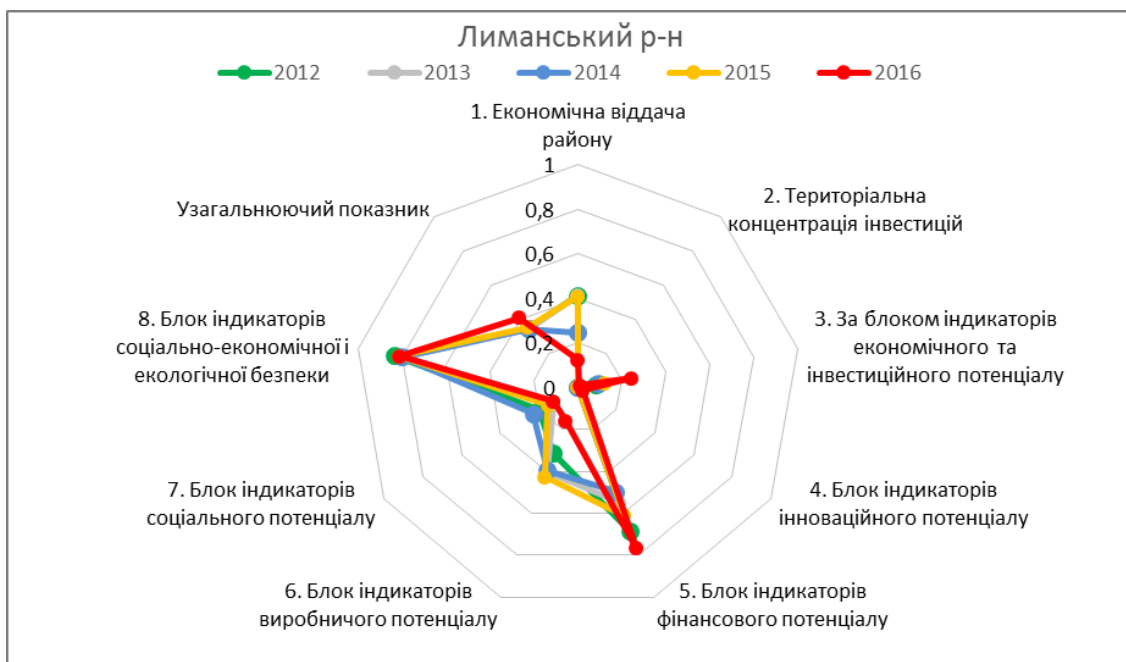 Лиманський р-н
2012
2013
2014
2015
2016
1. Економічна віддача
району
2. Територіальна
концентрація інвестицій
3. За блоком індикаторів
економічного та
інвестиційного потенціалу
4. Блок індикаторів
інноваційного потенціалу
5. Блок індикаторів
фінансового потенціалу
6. Блок індикаторів
виробничого потенціалу
7. Блок індикаторів
соціального потенціалу
8. Блок індикаторів
соціально-економічної і
екологічної безпеки
Узагальнюючий показник
1
0,8
0,6
0,4
0,2
0